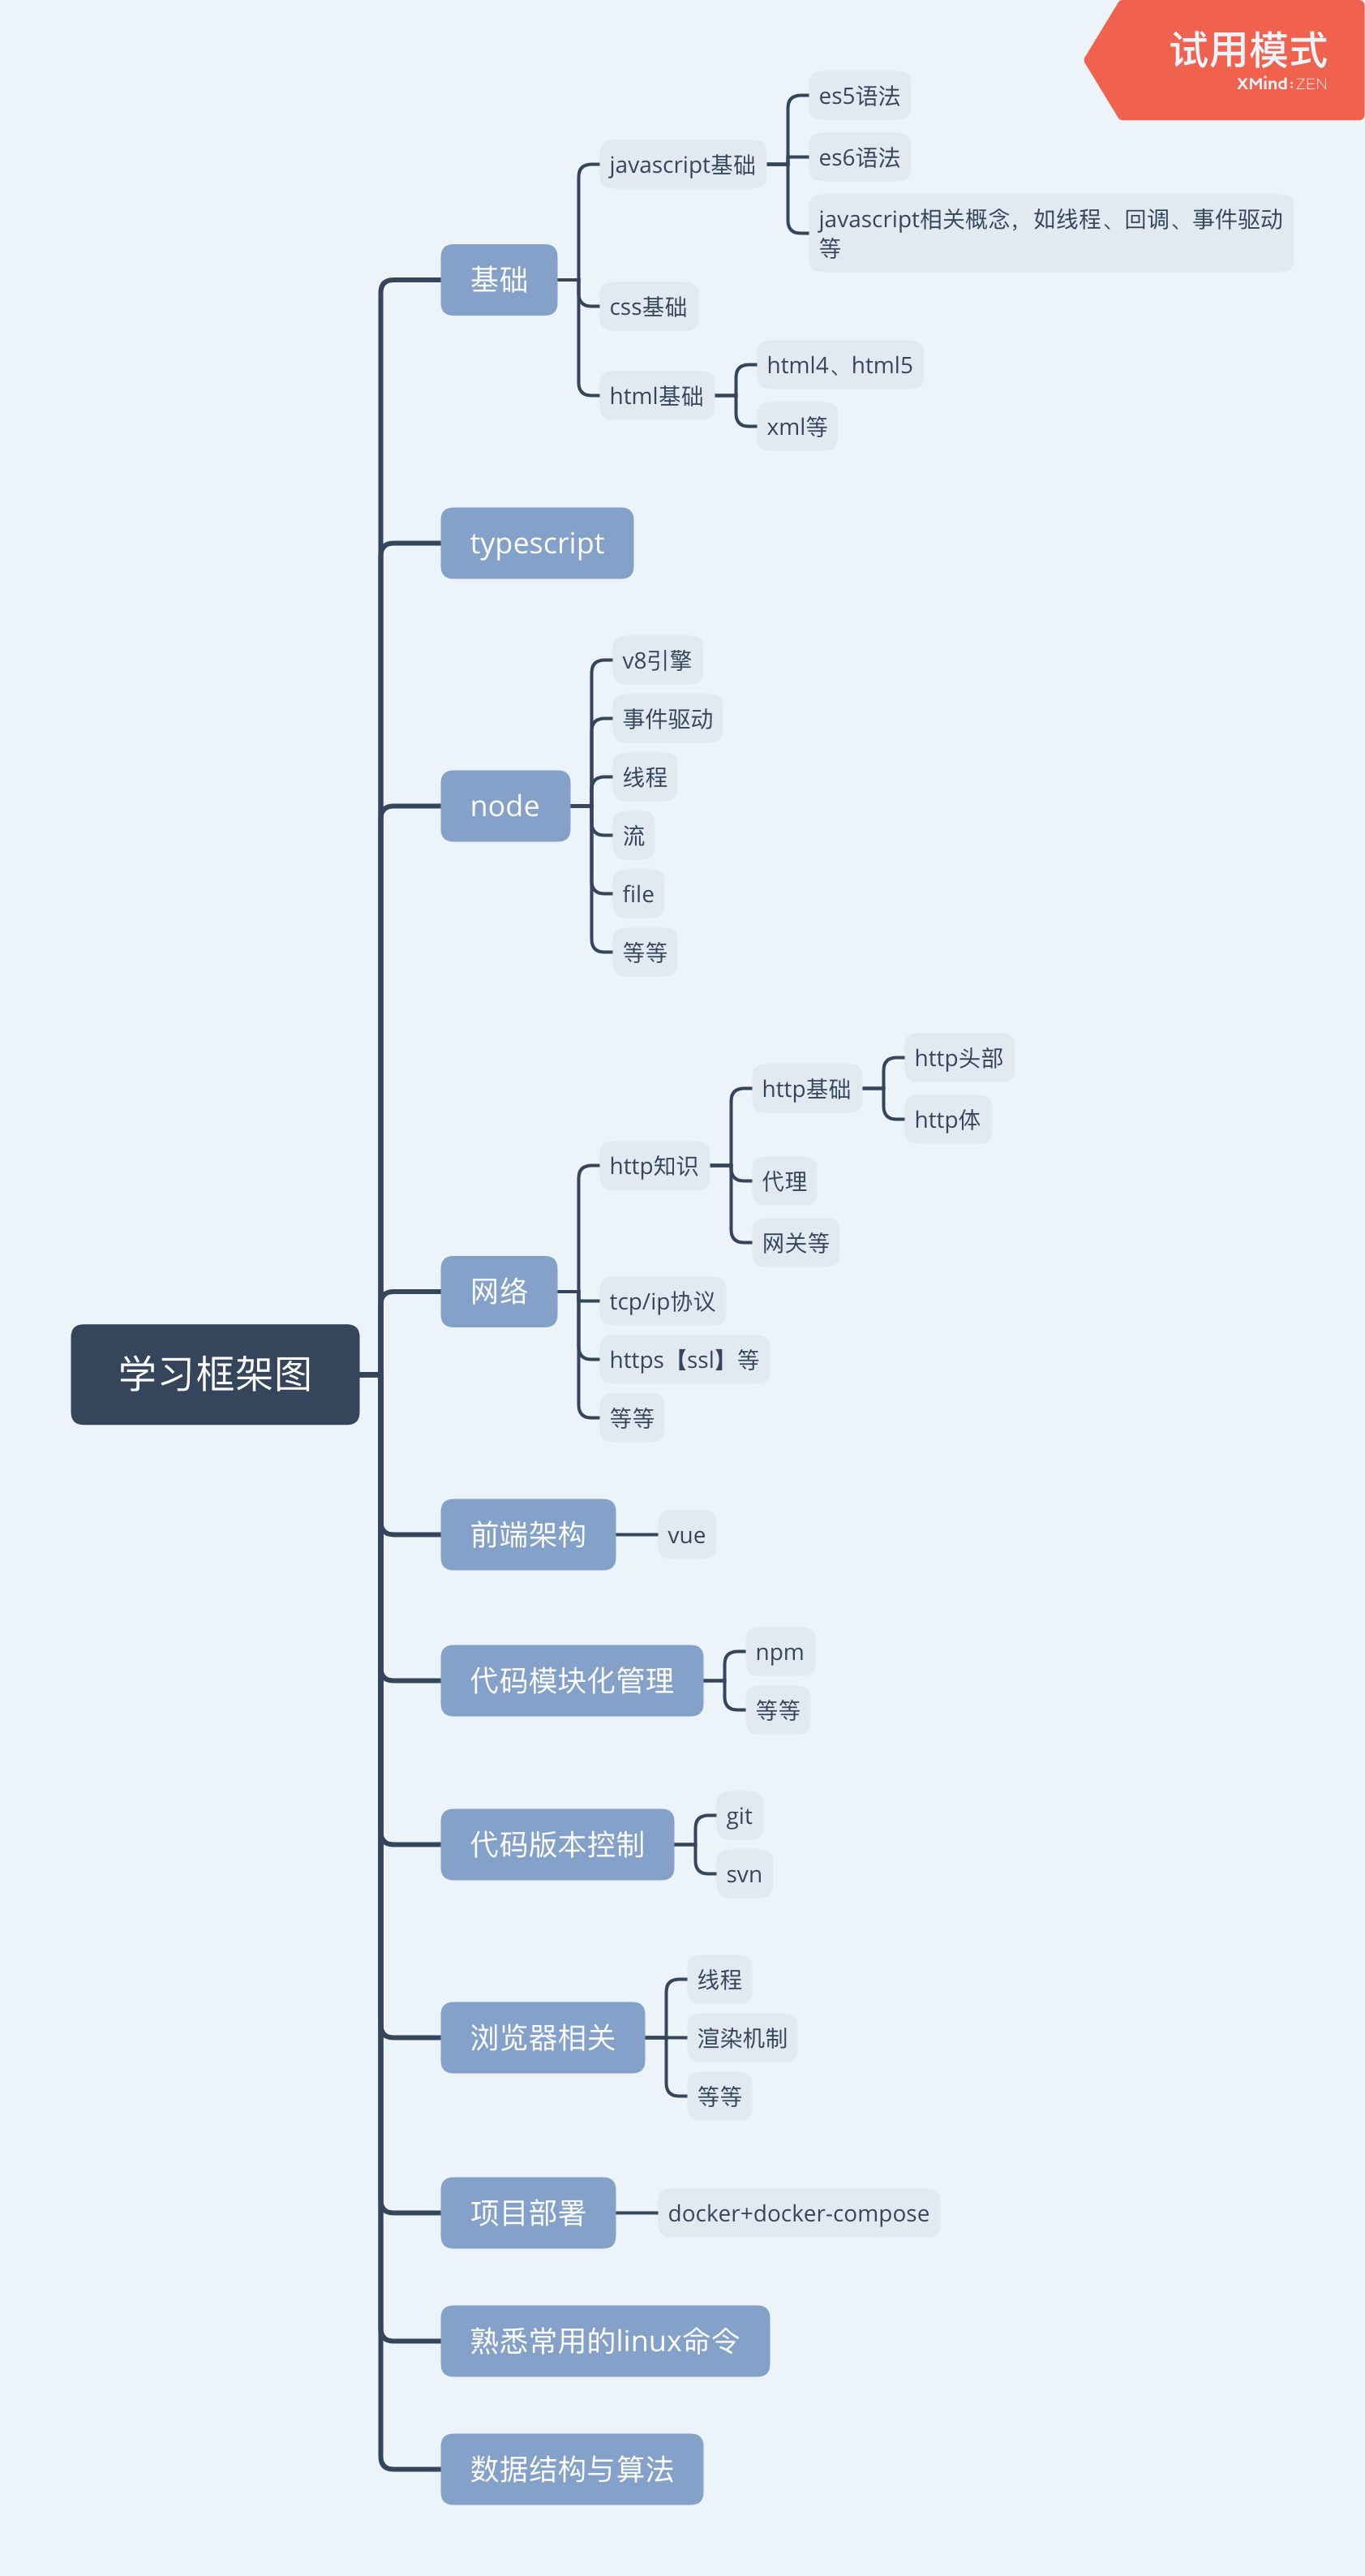 试用模式
XMind:ZEN
学习框架图
基础
javascript基础
es5语法
es6语法
javascript相关概念，如线程、回调、事件驱动
等
css基础
html基础
html4、html5
xml等
typescript
node
v8引擎
事件驱动
线程
流
file
等等
网络
http知识
http基础
http头部
http体
代理
网关等
tcp/ip协议
https【ssl】等
等等
前端架构
vue
代码模块化管理
npm
等等
代码版本控制
git
svn
浏览器相关
线程
渲染机制
等等
项目部署
docker+docker-compose
熟悉常用的linux命令
数据结构与算法